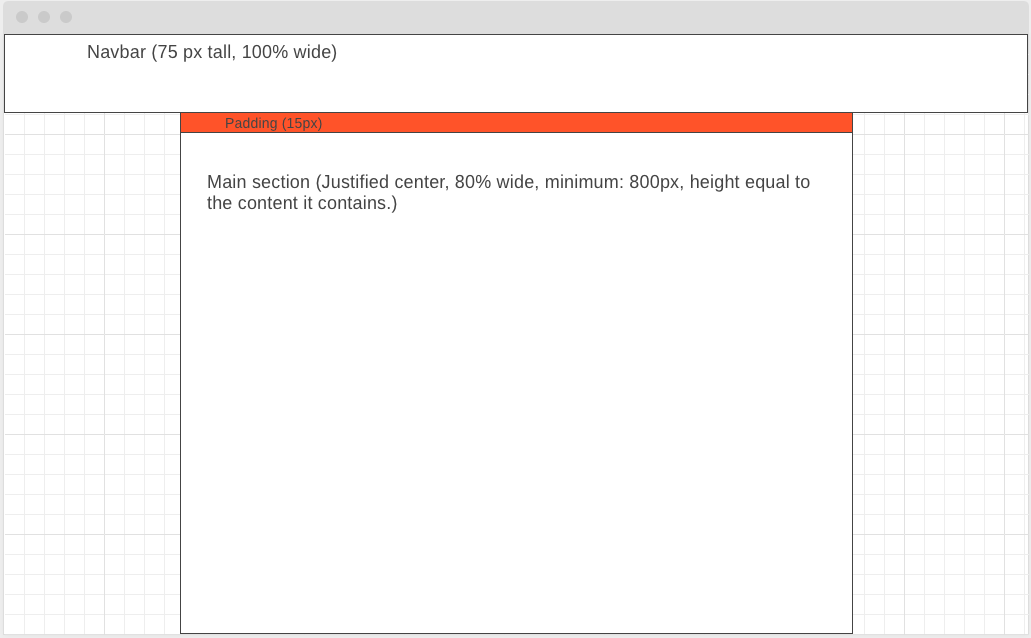 Navbar (75 px tall, 100% wide)
Padding (15px)
Main section (Justified center, 80% wide, minimum: 800px, height equal to
the content it contains.)